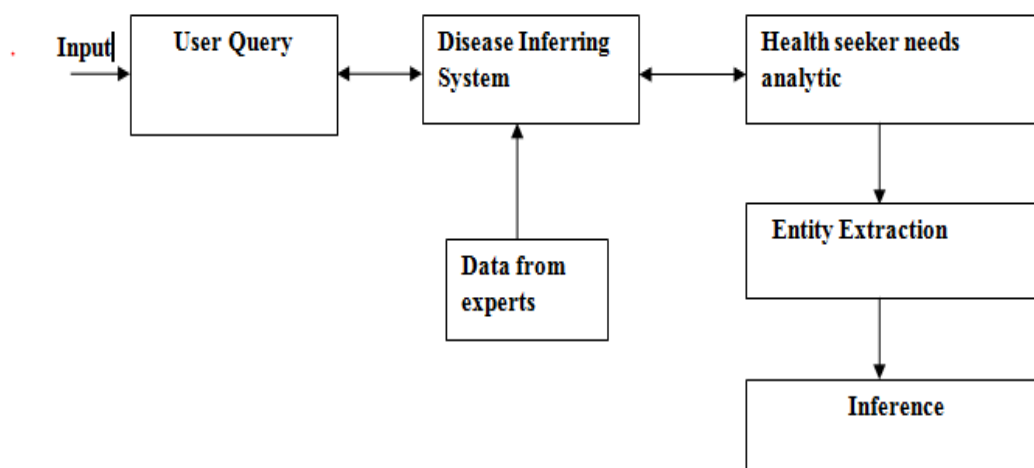 Input
User Query
Disease Inferring
System
Health seeker needs
analytic
Data from
experts
Entity Extraction
Inference